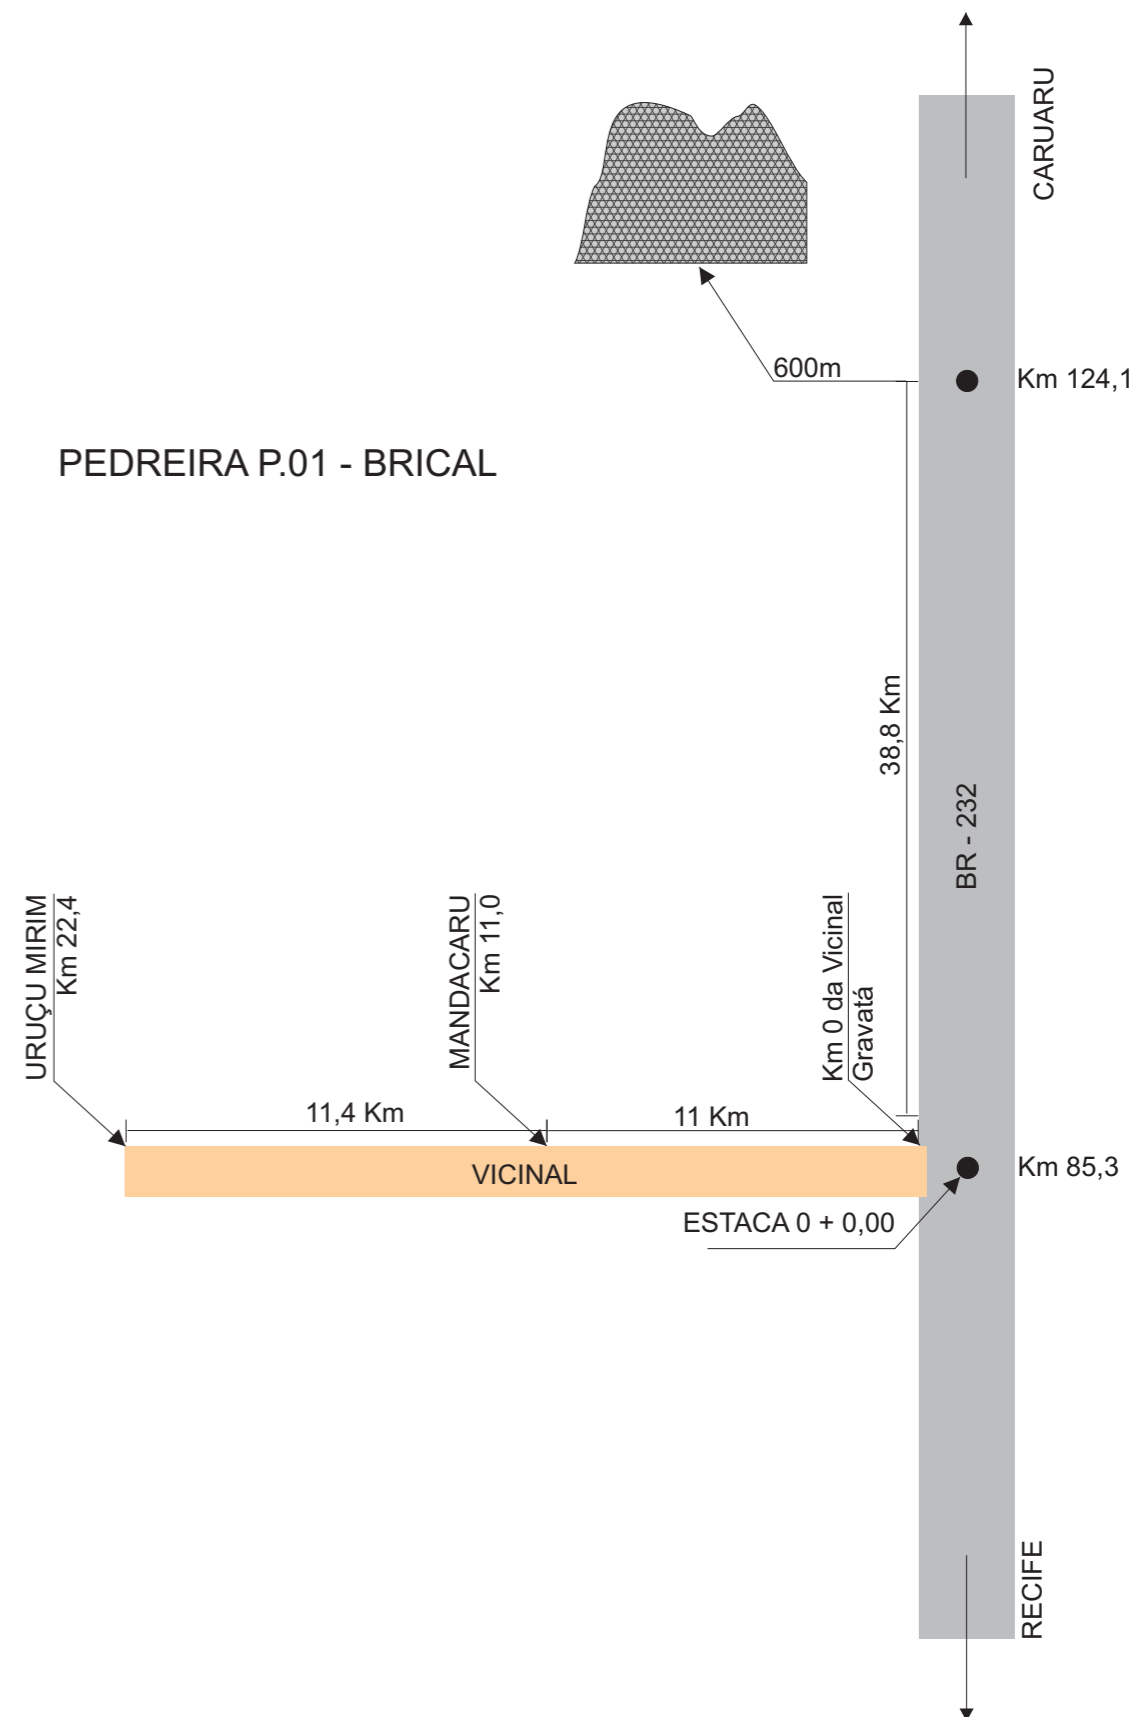 CARUARU
600m
Km 124,1
PEDREIRA P.01 - BRICAL
38,8 Km
BR - 232
URUÇU MIRIM
Km 22,4
MANDACARU
Km 11,0
Km 0 da Vicinal
Gravatá
11,4 Km
11 Km
VICINAL
Km 85,3
ESTACA 0 + 0,00
RECIFE